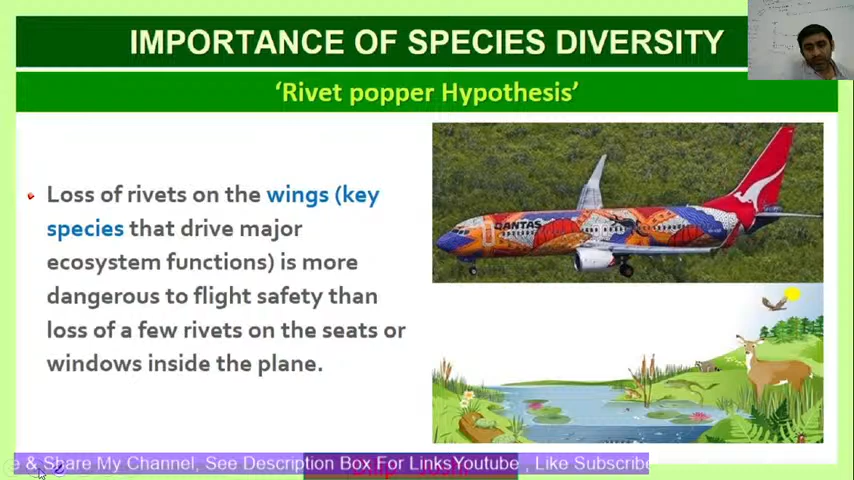 IMPORTANCE OF SPECIES DIVERSITY
‘Rivet popper Hypothesis’
Loss of rivets on the wings (key
species that drive major
ecosystem functions) is more
dangerous to flight safety than
loss of a few rivets on the seats or
windows inside the plane.
QANTAS
e & Share My Channel, See Description Box For LinksYoutube , Like Subscribe